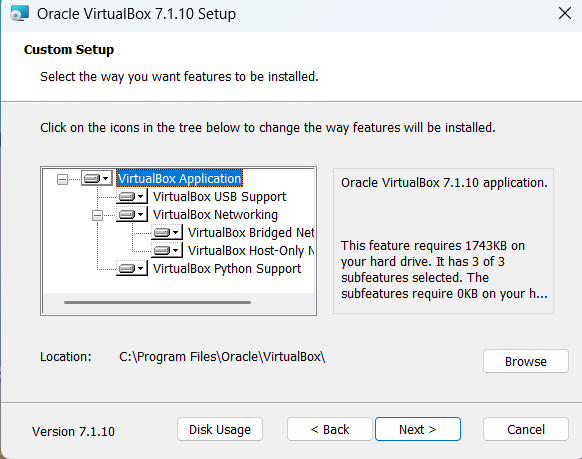 Oracle VirtualBox 7.1.10 Setup
Custom Setup
Select the way you want features to be installed.
Click on the icons in the tree below to change the way features will be installed.
VirtualBox Application
VirtualBox USB Support
VirtualBox Networking
VirtualBox Bridged Net
VirtualBox Host-Only N
VirtualBox Python Support
Oracle VirtualBox 7.1.10 application.
This feature requires 1743KB on
your hard drive. It has 3 of 3
subfeatures selected. The
subfeatures require 0KB on your h...
Location: C:\Program Files\Oracle\VirtualBox\
Browse
Version 7.1.10
Disk Usage
< Back
Next >
Cancel